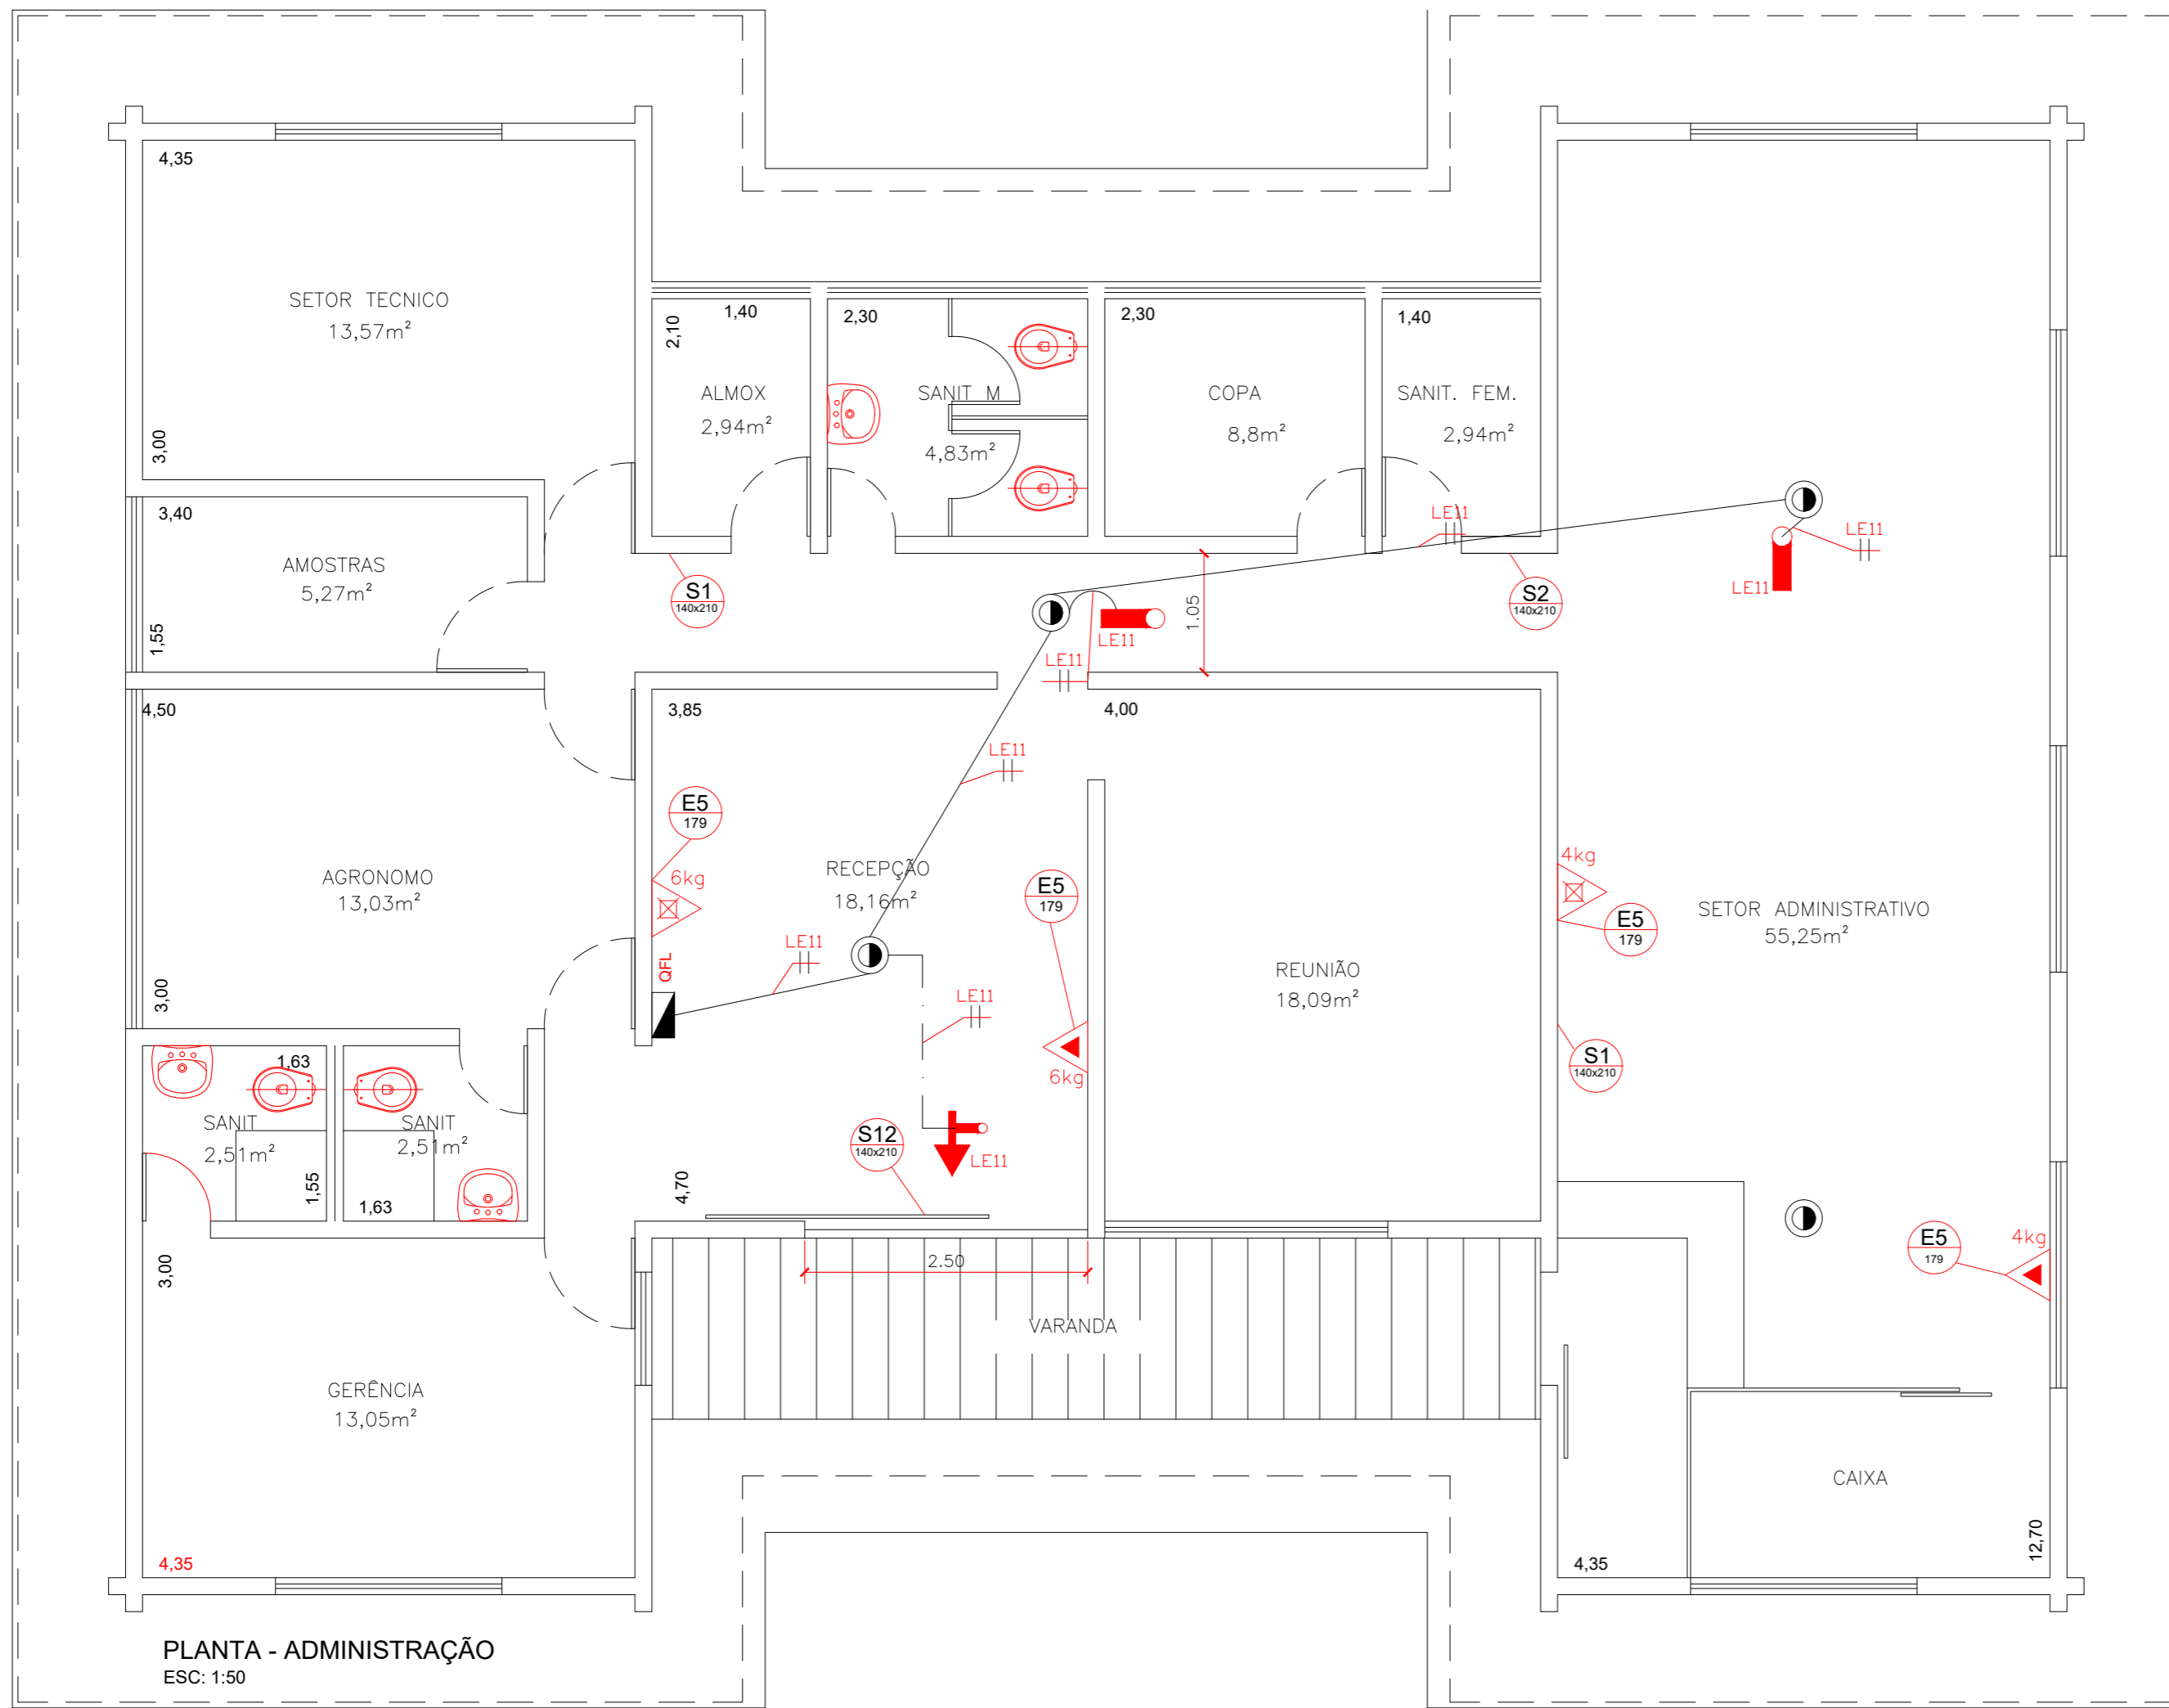 4,35
SETOR TECNICO
13,57m²
3,00
2,10
1,40
ALMOX
2,94m²
2,30
SANIT M
4,83m²
2,30
COPA
8,8m²
1,40
SANIT. FEM.
2,94m²
3,40
AMOSTRAS
5,27m²
1,55
S1
140x210
LE11
LE11
LE11
S2
140x210
1.05
LE11
LE11
4,50
3,85
4,00
LE11
E5
179
6kg
AGRONOMO
13,03m²
3,00
RECEPÇÃO
18,16m²
E5
179
4kg
E5
179
SETOR ADMINISTRATIVO
55,25m²
QFL
LE11
LE11
REUNIÃO
18,09m²
6kg
S1
140x210
1,63
SANIT
2,51m²
1,55
SANIT
2,51m²
1,63
S12
140x210
LE11
4,70
3,00
2.50
E5
179
4kg
VARANDA
GERÊNCIA
13,05m²
CAIXA
12,70
4,35
4,35
PLANTA - ADMINISTRAÇÃO
ESC: 1:50